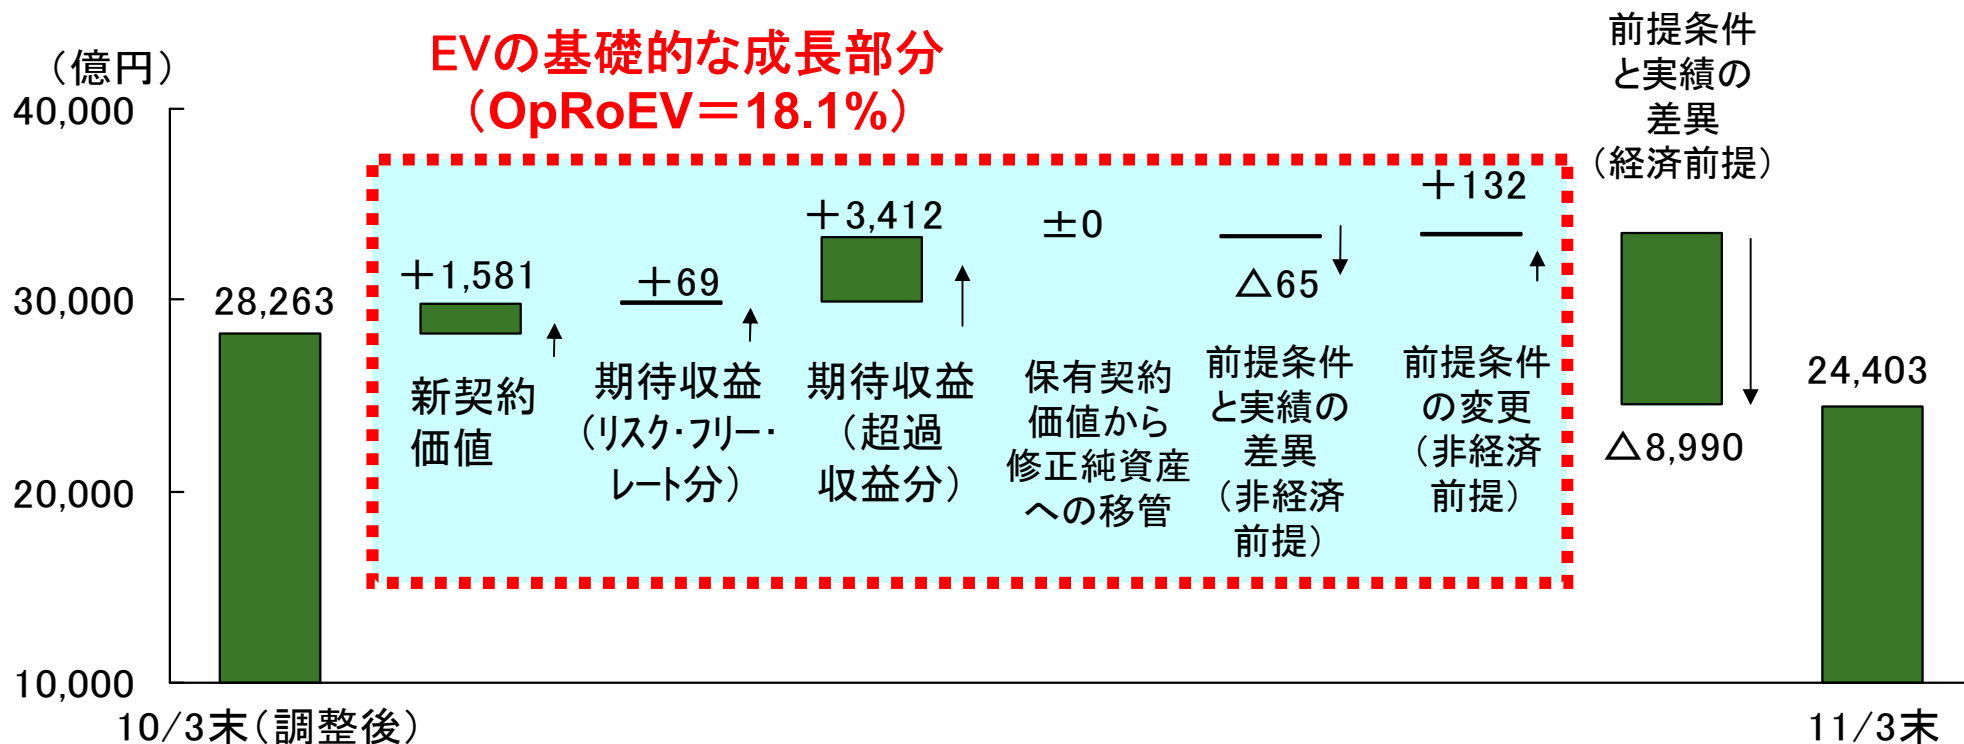 （億円）
40,000
30,000
20,000
10,000
EVの基礎的な成長部分
（OpRoEV＝18.1%）
28,263
10/3末（調整後）
＋1,581
新契約
価値
＋69
期待収益
（リスク・フリー・
レート分）
＋3,412
期待収益
（超過
収益分）
±0
保有契約
価値から
修正純資産
への移管
△65
前提条件
と実績の
差異
（非経済
前提）
＋132
前提条件
の変更
（非経済
前提）
前提条件
と実績の
差異
（経済前提）
△8,990
24,403
11/3末